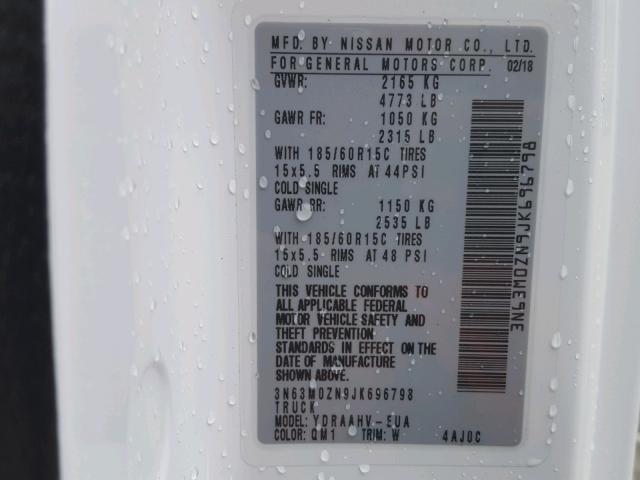 MFD. BY NISSAN MOTOR CO., LTD.
FOR GENERAL MOTORS CORP. 02/18
GVWR: 2165 KG
4773 LB
GAWR FR: 1050 KG
2315 LB
WITH 185/60R15C TIRES
15x5.5 RIMS AT 44PSI
COLD SINGLE
GAWR RR: 1150 KG
2535 LB
WITH 185/60R15C TIRES
15x5.5 RIMS AT 48 PSI
COLD SINGLE
THIS VEHICLE CONFORMS TO
ALL APPLICABLE FEDERAL
MOTOR VEHICLE SAFETY AND
THEFT PREVENTION
STANDARDS IN EFFECT ON THE
DATE OF MANUFACTURE
SHOWN ABOVE.
3N63M0ZN9JK696798
TRUCK
MODEL: YDRAAHV-EUA
COLOR: QM1 TRIM: W 4AJ0C
3N63M0ZN9JK696798